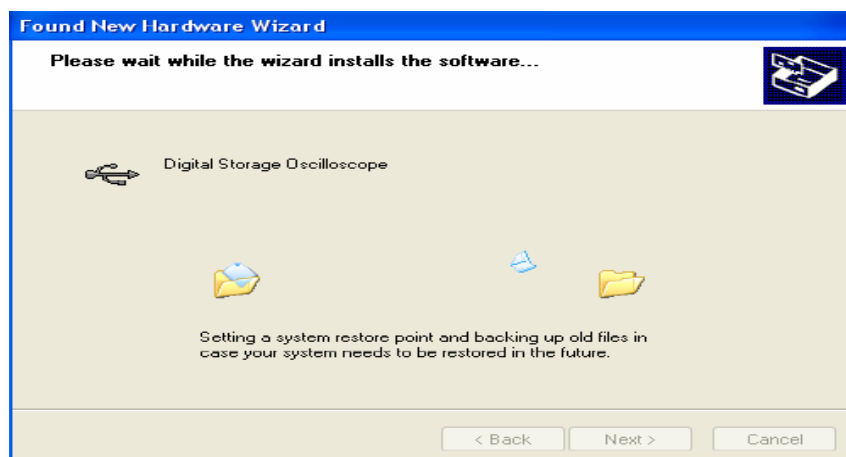 Found New Hardware Wizard
Please wait while the wizard installs the software...
Digital Storage Oscilloscope
Setting a system restore point and backing up old files in
case your system needs to be restored in the future.
< Back
Next >
Cancel